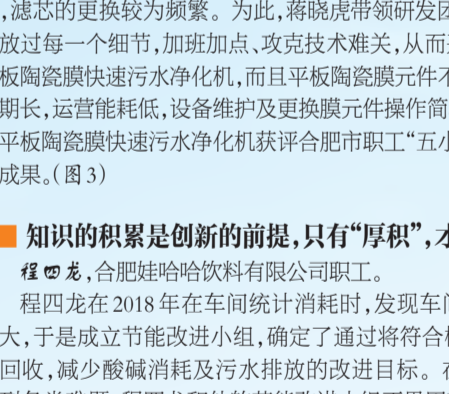 ,滤芯的更换较为频繁。为此,蒋晓虎带领研发团
放过每一个细节,加班加点、攻克技术难关,从而
板陶瓷膜快速污水净化机,而且平板陶瓷膜元件
期长,运营能耗低,设备维护及更换膜元件操作简
平板陶瓷膜快速污水净化机获评合肥市职工“五小
成果。(图3)
知识的积累是创新的前提,只有“厚积”,才
程四龙,合肥娃哈哈饮料有限公司职工。
程四龙在2018年在车间统计消耗时,发现车间
大,于是成立节能改进小组,确定了通过将符合
回收,减少酸碱消耗及污水排放的改进目标。在